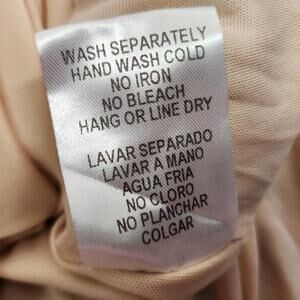 WASH SEPARATELY
HAND WASH COLD
NO IRON
NO BLEACH
HANG OR LINE DRY
LAVAR SEPARADO
LAVAR A MANO
AGUA FRIA
NO CLORO
NO PLANCHAR
COLGAR